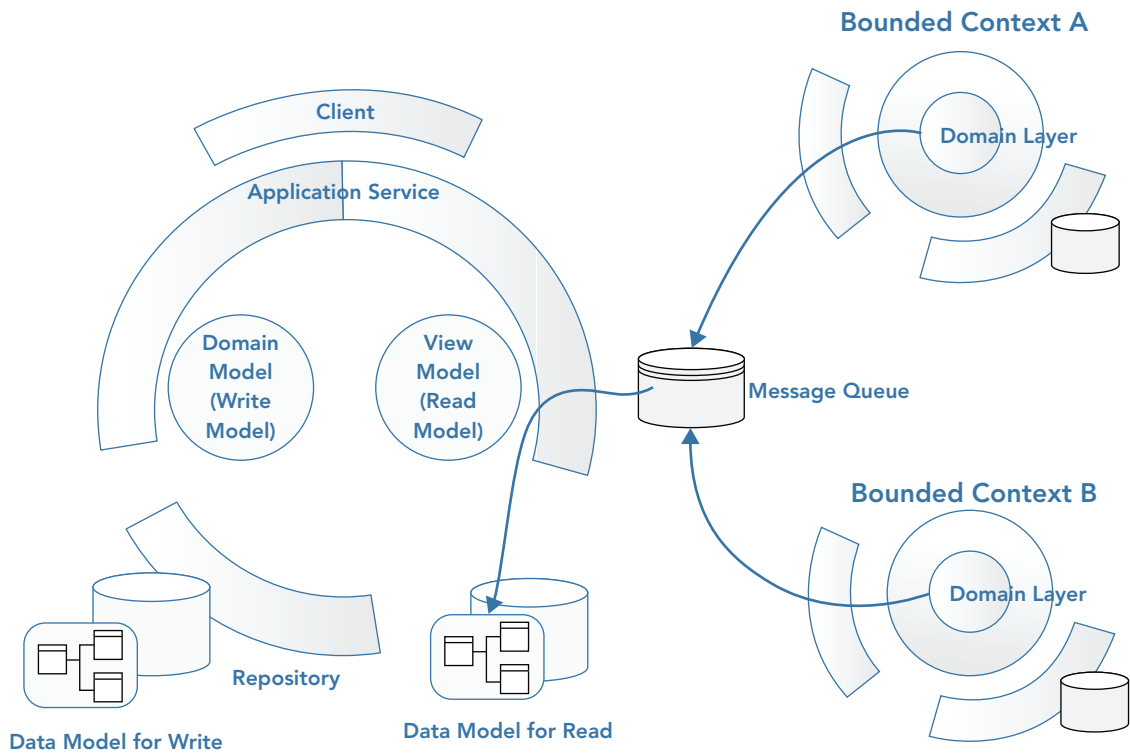 Bounded Context A
Client
Domain Layer
Application Service
Domain
Model
(Write
Model)
View
Model
(Read
Model)
Message Queue
Bounded Context B
Domain Layer
Repository
Data Model for Read
Data Model for Write